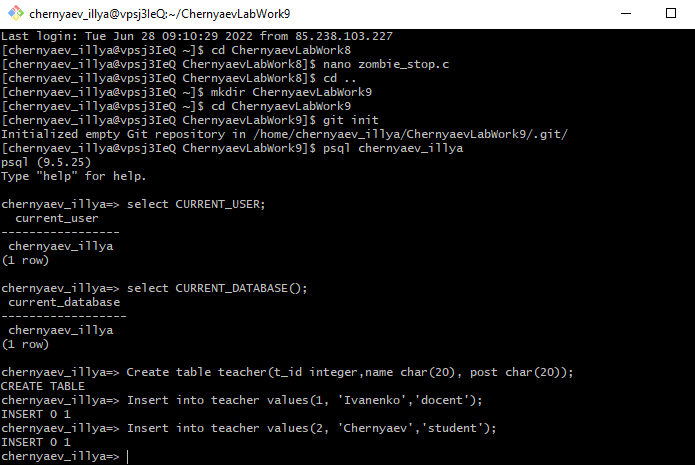 chernyaev_illya@vpsj3IeQ:~/ChernyaevLabWork9
Last login: Tue Jun 28 09:10:29 2022 from 85.238.103.227
[chernyaev_illya@vpsj3IeQ ~]$ cd ChernyaevLabWork8
[chernyaev_illya@vpsj3IeQ ChernyaevLabWork8]$ nano zombie_stop.c
[chernyaev_illya@vpsj3IeQ ChernyaevLabWork8]$ cd ..
[chernyaev_illya@vpsj3IeQ ~]$ mkdir ChernyaevLabWork9
[chernyaev_illya@vpsj3IeQ ~]$ cd ChernyaevLabWork9
[chernyaev_illya@vpsj3IeQ ChernyaevLabWork9]$ git init
Initialized empty Git repository in /home/chernyaev_illya/ChernyaevLabWork9/.git/
[chernyaev_illya@vpsj3IeQ ChernyaevLabWork9]$ psql chernyaev_illya
psql (9.5.25)
Type "help" for help.
chernyaev_illya=> select CURRENT_USER;
current_user
-----------------
chernyaev_illya
(1 row)
chernyaev_illya=> select CURRENT_DATABASE();
current_database
------------------
chernyaev_illya
(1 row)
chernyaev_illya=> Create table teacher(t_id integer,name char(20), post char(20));
CREATE TABLE
chernyaev_illya=> Insert into teacher values(1, 'Ivanenko','docent');
INSERT 0 1
chernyaev_illya=> Insert into teacher values(2, 'Chernyaev','student');
INSERT 0 1
chernyaev_illya=>